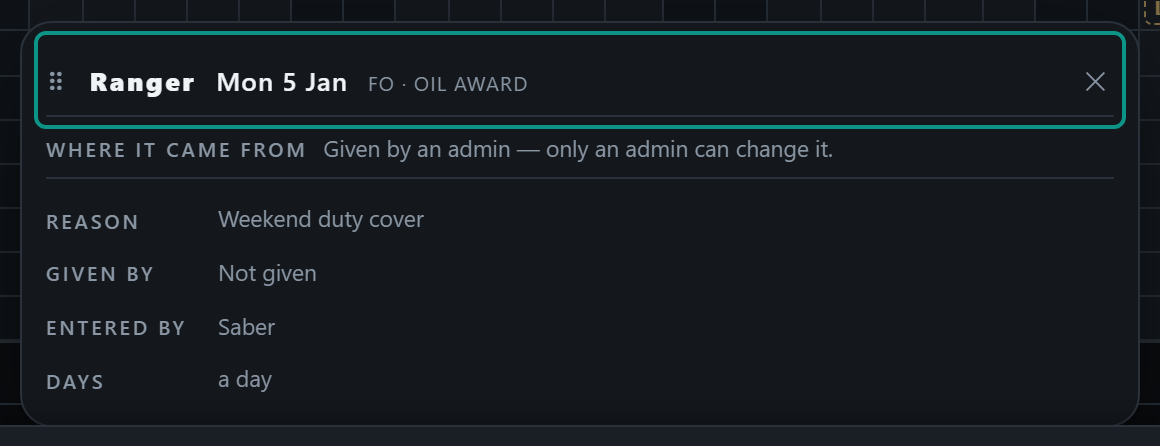 Ranger Mon 5 Jan FO · OIL AWARD
WHERE IT CAME FROM Given by an admin — only an admin can change it.
REASON Weekend duty cover
GIVEN BY Not given
ENTERED BY Saber
DAYS a day